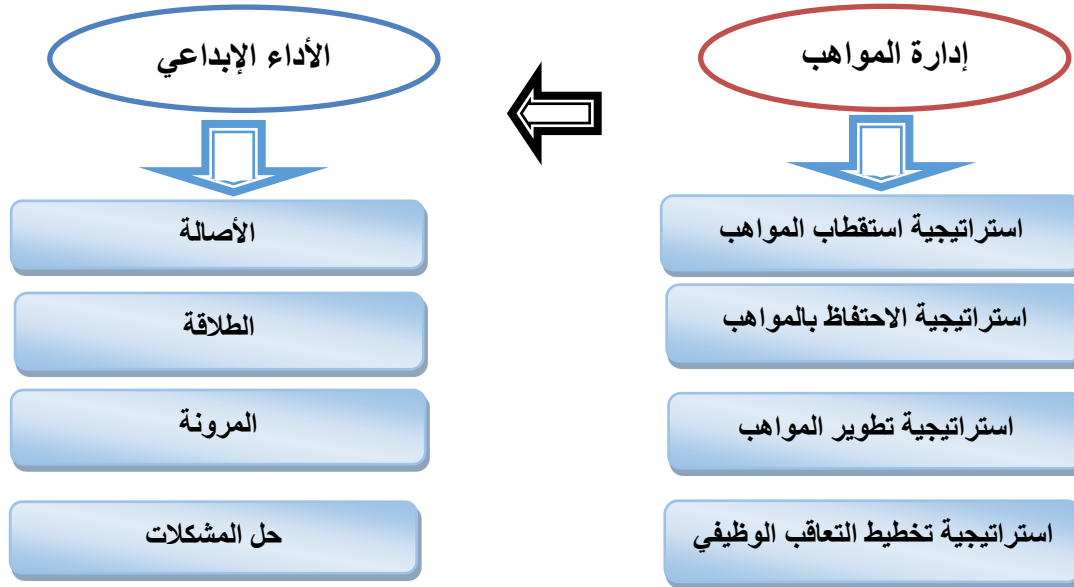 إدارة المواهب
الأداء الإبداعي
استراتيجية استقطاب المواهب
الأصالة
استراتيجية الاحتفاظ بالمواهب
الطلاقة
استراتيجية تطوير المواهب
المرونة
استراتيجية تخطيط التعاقب الوظيفي
حل المشكلات